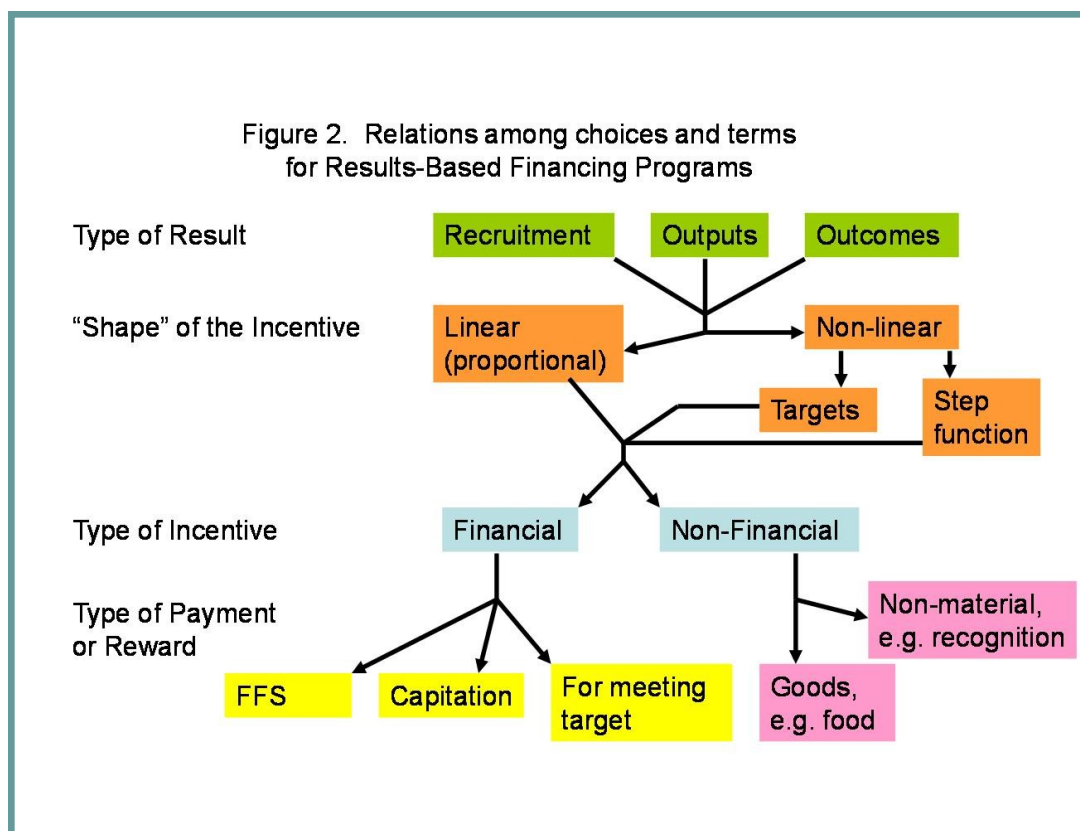 Figure 2.  Relations among choices and terms
for Results-Based Financing Programs
Type of Result
Recruitment
Outputs
Outcomes
“Shape” of the Incentive
Linear
(proportional)
Non-linear
Targets
Step
function
Type of Incentive
Financial
Non-Financial
Type of Payment
or Reward
Non-material,
e.g. recognition
FFS
Capitation
For meeting
target
Goods,
e.g. food